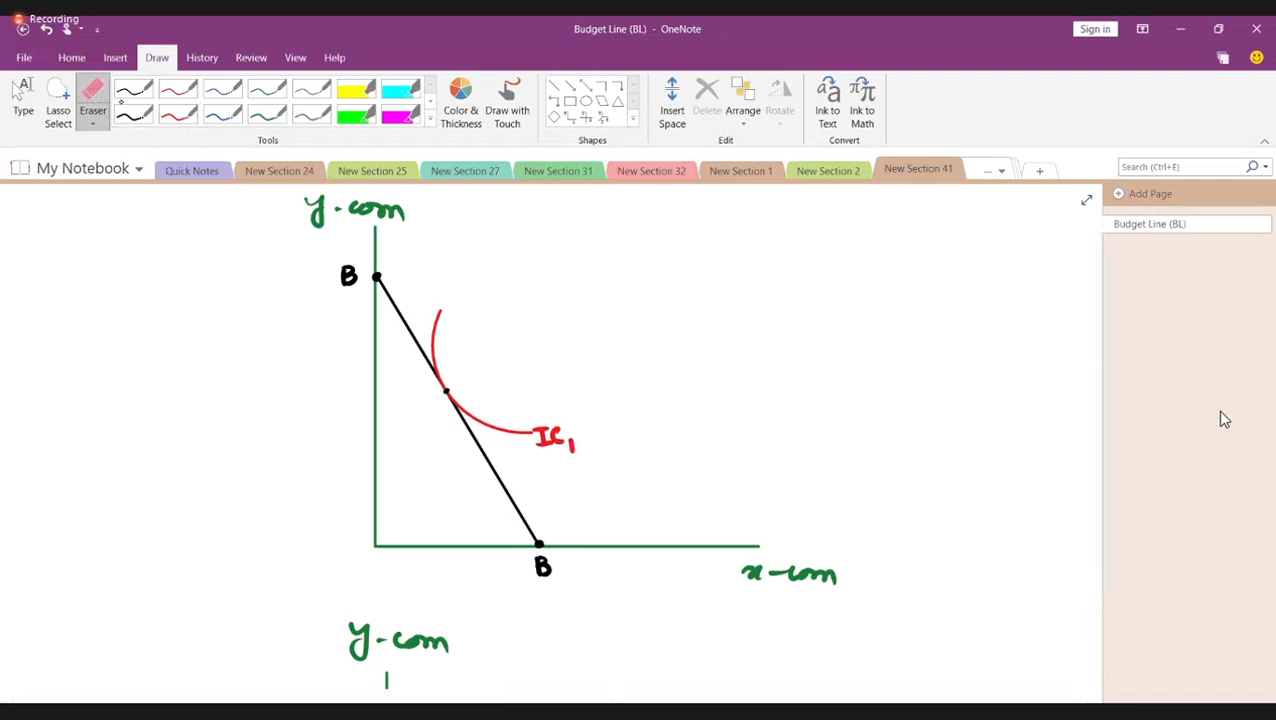 Recording
Budget Line (BL) - OneNote
Sign in
File Home Insert Draw History Review View Help
Type
Lasso Select
Eraser
Color & Thickness
Draw with Touch
Insert Space
Delete
Arrange
Rotate
Ink to Text
Ink to Math
Tools
Shapes
Edit
Convert
My Notebook
Quick Notes
New Section 24
New Section 25
New Section 27
New Section 31
New Section 32
New Section 1
New Section 2
New Section 41
...
Search (Ctrl+E)
Add Page
Budget Line (BL)
y-com
B
IC1
B
x-com
y-com